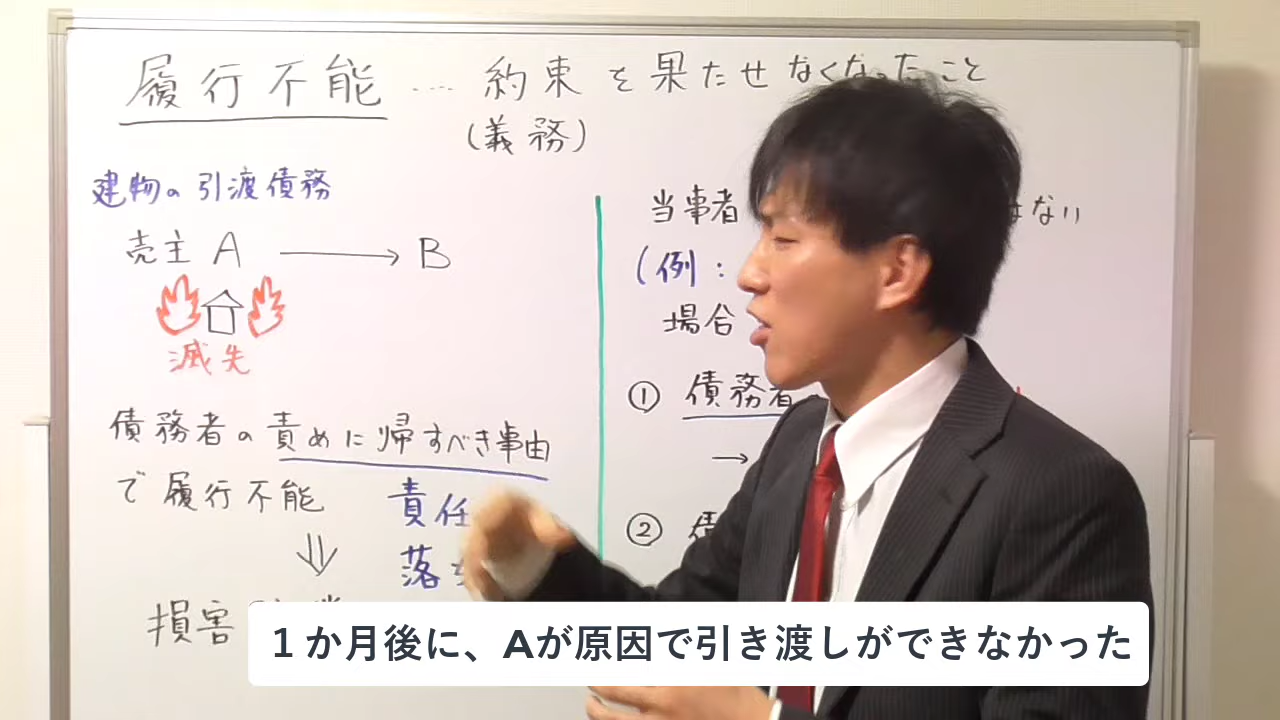 履行不能 ‥‥ 約束を果たせなくなったこと
(義務)
建物の引渡債務
売主 A → B
滅失
債務者の責めに帰すべき事由
で履行不能
責任
落
⇓
損害
当事者 はない
(例:
場合
① 債務者
→
②
1か月後に、Aが原因で引き渡しができなかった